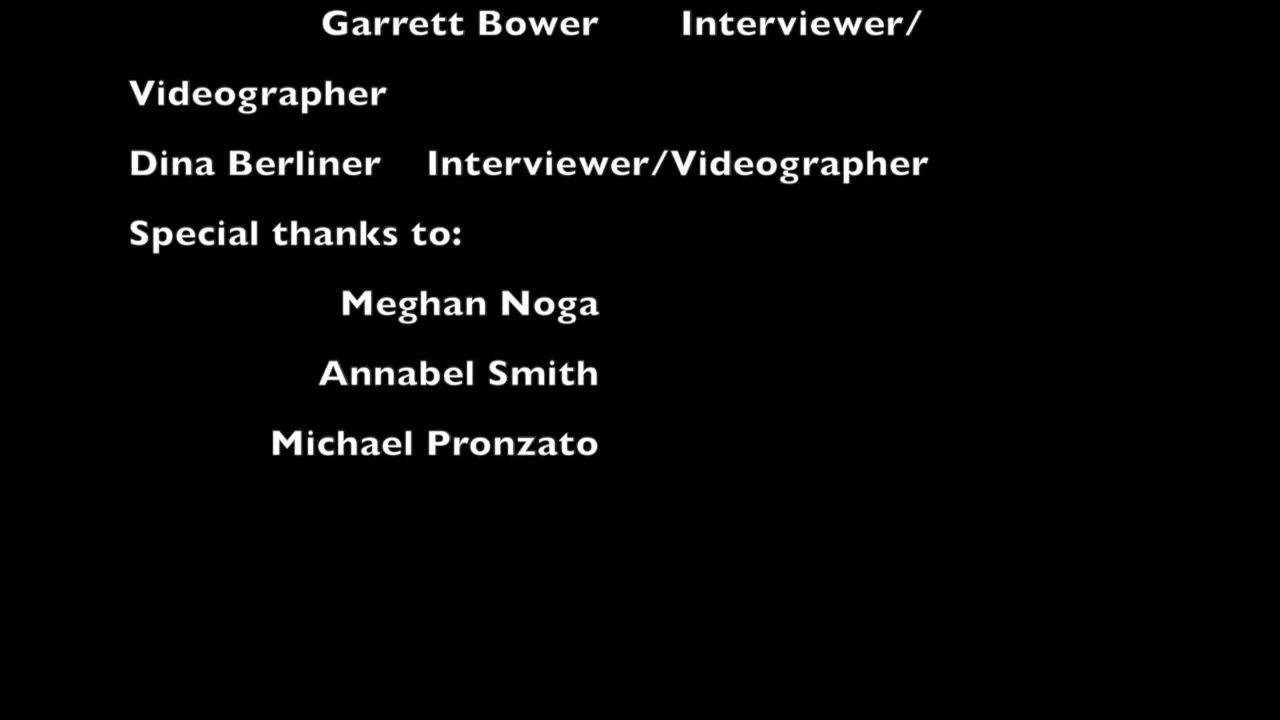 Garrett Bower Interviewer/
Videographer
Dina Berliner Interviewer/Videographer
Special thanks to:
Meghan Noga
Annabel Smith
Michael Pronzato